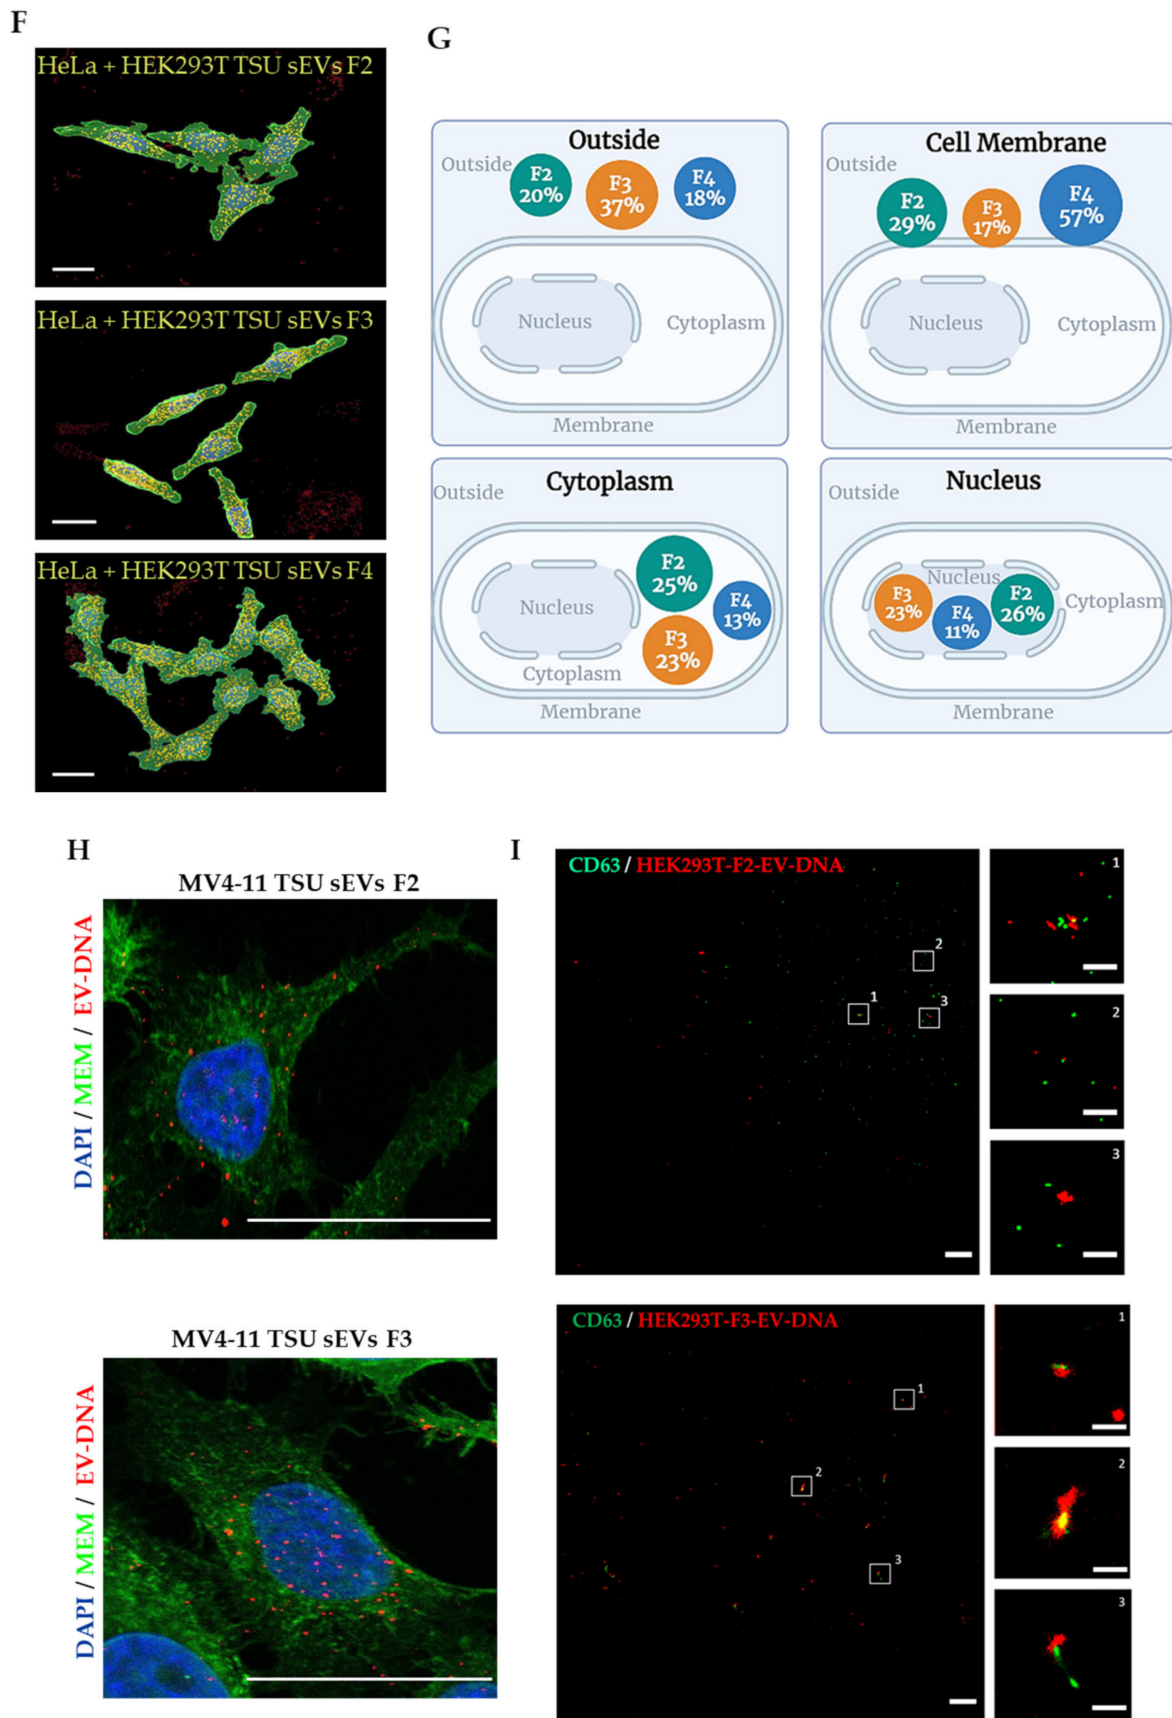 F
HeLa + HEK293T TSU sEVs F2
HeLa + HEK293T TSU sEVs F3
HeLa + HEK293T TSU sEVs F4
G
Outside
Outside
F2
20%
F3
37%
F4
18%
Nucleus
Cytoplasm
Membrane
Cell Membrane
Outside
F2
29%
F3
17%
F4
57%
Nucleus
Cytoplasm
Membrane
Cytoplasm
Outside
F2
25%
F4
13%
F3
23%
Nucleus
Cytoplasm
Membrane
Nucleus
Outside
Nucleus
F3
23%
F4
11%
F2
26%
Cytoplasm
Membrane
H
MV4-11 TSU sEVs F2
DAPI / MEM / EV-DNA
MV4-11 TSU sEVs F3
DAPI / MEM / EV-DNA
I
CD63 / HEK293T-F2-EV-DNA
2
1
3
1
2
3
CD63 / HEK293T-F3-EV-DNA
1
2
3
1
2
3